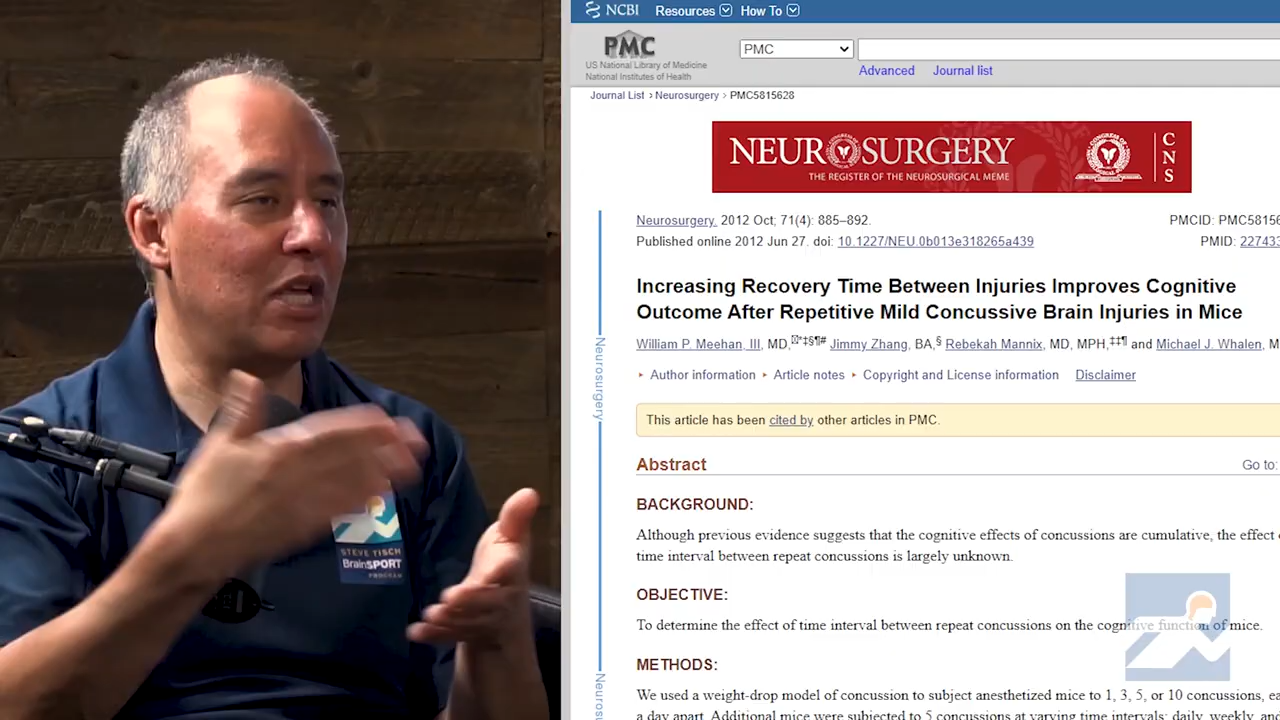 NCBI Resources How To
PMC
US National Library of Medicine
National Institutes of Health
PMC
Advanced Journal list
Journal List > Neurosurgery > PMC5815628
NEUROSURGERY
THE REGISTER OF THE NEUROSURGICAL MEME
CNS
Neurosurgery. 2012 Oct; 71(4): 885–892.
PMCID: PMC58156
Published online 2012 Jun 27. doi: 10.1227/NEU.0b013e318265a439
PMID: 227433
Increasing Recovery Time Between Injuries Improves Cognitive
Outcome After Repetitive Mild Concussive Brain Injuries in Mice
William P. Meehan, III, MD,*‡§¶# Jimmy Zhang, BA,§ Rebekah Mannix, MD, MPH,‡‡¶ and Michael J. Whalen, M
Author information Article notes Copyright and License information Disclaimer
This article has been cited by other articles in PMC.
Abstract
Go to:
BACKGROUND:
Although previous evidence suggests that the cognitive effects of concussions are cumulative, the effect
time interval between repeat concussions is largely unknown.
OBJECTIVE:
To determine the effect of time interval between repeat concussions on the cognitive function of mice.
METHODS:
We used a weight-drop model of concussion to subject anesthetized mice to 1, 3, 5, or 10 concussions, ea
a day apart. Additional mice were subjected to 5 concussions at varying time intervals: daily, weekly, and
Neurosurgery
Neuros
STEVE TISCH
BrainSPORT
PROGRAM